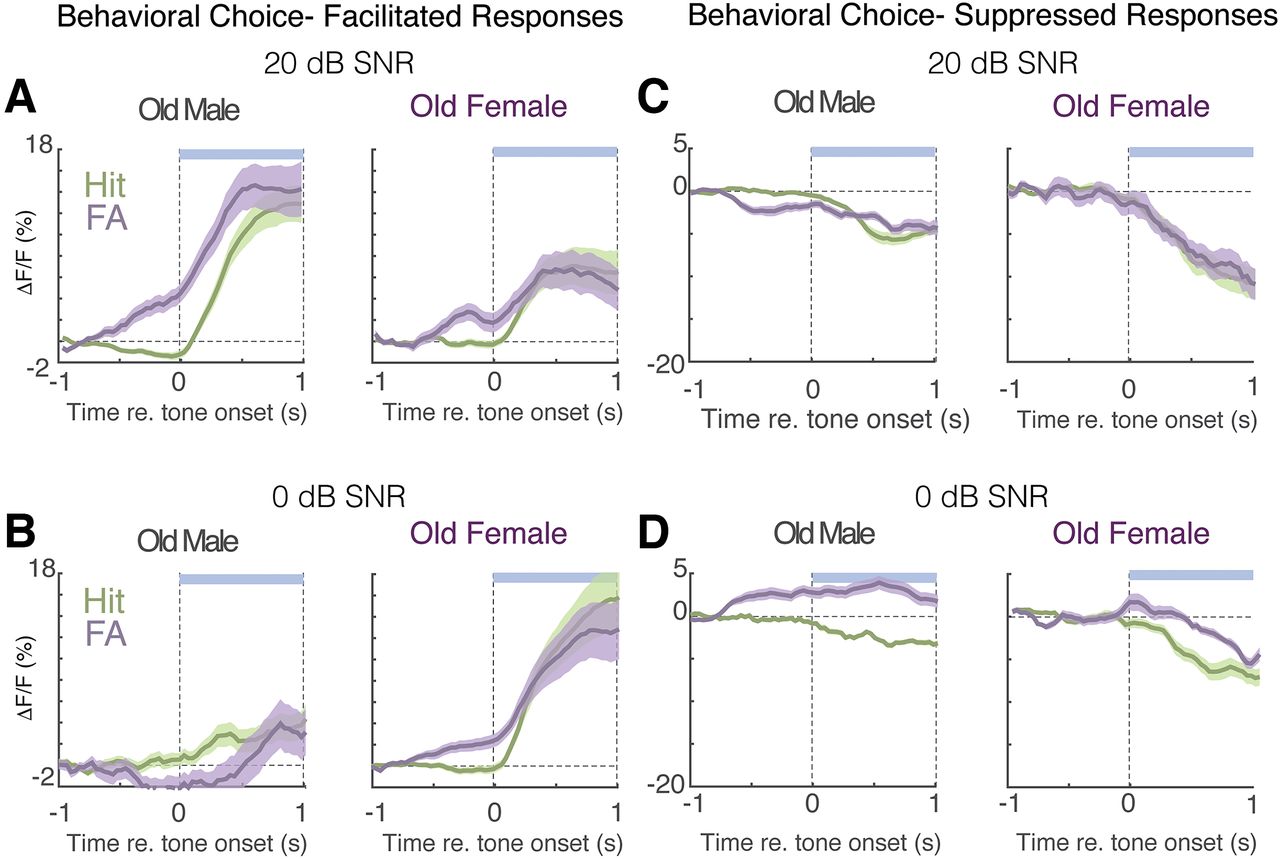 Behavioral Choice- Facilitated Responses
20 dB SNR
A
Old Male
Old Female
18
Hit
FA
ΔF/F (%)
-2
-1 0 1
-1 0 1
Time re. tone onset (s)
Time re. tone onset (s)
0 dB SNR
B
Old Male
Old Female
18
Hit
FA
ΔF/F (%)
-2
-1 0 1
-1 0 1
Time re. tone onset (s)
Time re. tone onset (s)
Behavioral Choice- Suppressed Responses
20 dB SNR
C
Old Male
Old Female
5
0
-20
-1 0 1
-1 0 1
Time re. tone onset (s)
Time re. tone onset (s)
0 dB SNR
D
Old Male
Old Female
5
0
-20
-1 0 1
-1 0 1
Time re. tone onset (s)
Time re. tone onset (s)